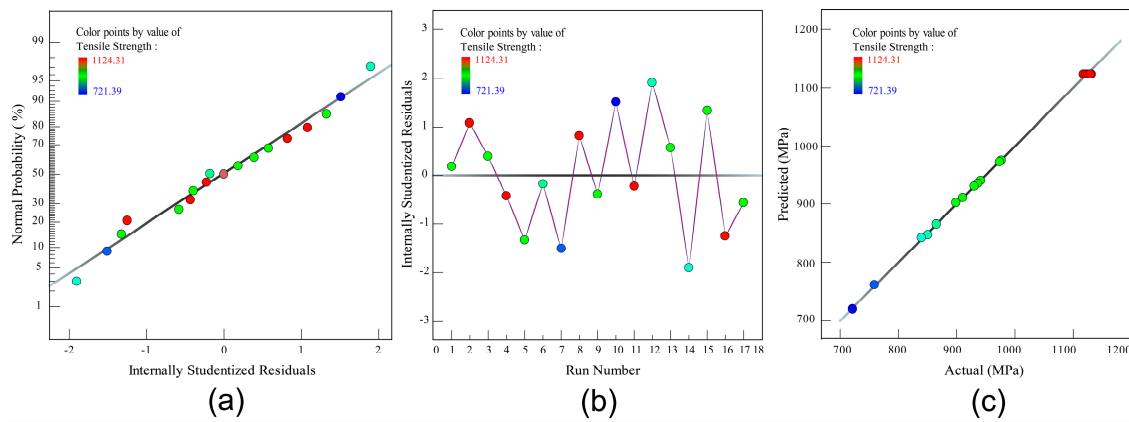 Color points by value of
Tensile Strength :
1124.31
721.39
Normal Probability ( %)
99
95
90
80
70
50
30
20
10
5
1
-2
-1
0
1
2
Internally Studentized Residuals
(a)
Color points by value of
Tensile Strength :
1124.31
721.39
Internally Studentized Residuals
3
2
1
0
-1
-2
-3
0 1 2 3 4 5 6 7 8 9 10 11 12 13 14 15 16 17 18
Run Number
(b)
Color points by value of
Tensile Strength :
1124.31
721.39
Predicted (MPa)
1200
1100
1000
900
800
700
700 800 900 1000 1100 1200
Actual (MPa)
(c)